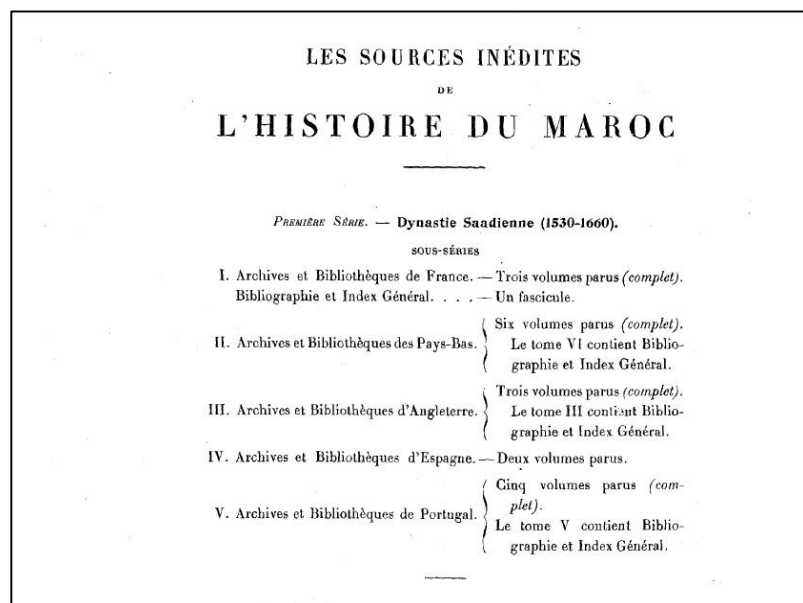 LES SOURCES INÉDITES
DE
L'HISTOIRE DU MAROC
PREMIÈRE SÉRIE. — Dynastie Saadienne (1530-1660).
SOUS-SÉRIES
I. Archives et Bibliothèques de France. — Trois volumes parus (complet).
Bibliographie et Index Général. . . . — Un fascicule.
II. Archives et Bibliothèques des Pays-Bas. { Six volumes parus (complet).
Le tome VI contient Biblio-
graphie et Index Général.
III. Archives et Bibliothèques d'Angleterre. { Trois volumes parus (complet).
Le tome III contient Biblio-
graphie et Index Général.
IV. Archives et Bibliothèques d'Espagne. — Deux volumes parus.
V. Archives et Bibliothèques de Portugal. { Cinq volumes parus (com-
plet).
Le tome V contient Biblio-
graphie et Index Général.